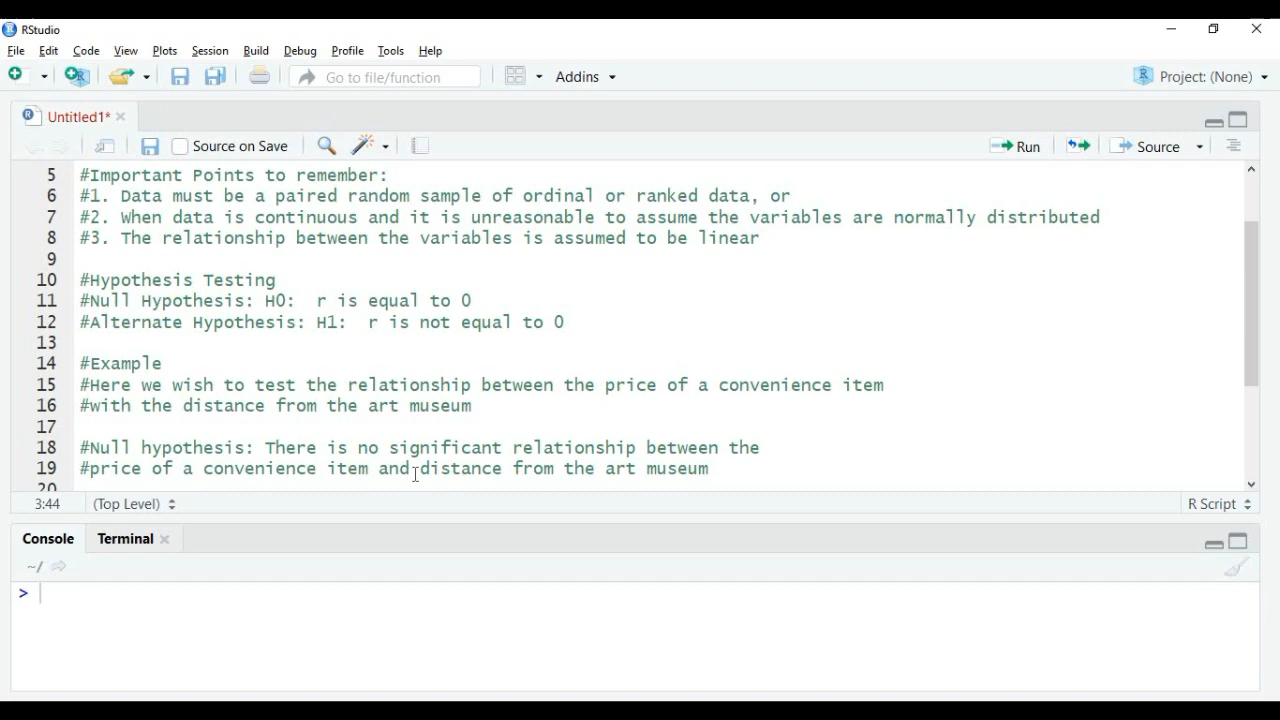 RStudio
File Edit Code View Plots Session Build Debug Profile Tools Help
Go to file/function Addins Project: (None)
Untitled1*
Source on Save Run Source
5 #Important Points to remember:
6 #1. Data must be a paired random sample of ordinal or ranked data, or
7 #2. When data is continuous and it is unreasonable to assume the variables are normally distributed
8 #3. The relationship between the variables is assumed to be linear
9
10 #Hypothesis Testing
11 #Null Hypothesis: H0:  r is equal to 0
12 #Alternate Hypothesis: H1:  r is not equal to 0
13
14 #Example
15 #Here we wish to test the relationship between the price of a convenience item
16 #with the distance from the art museum
17
18 #Null hypothesis: There is no significant relationship between the
19 #price of a convenience item and distance from the art museum
20
3:44 (Top Level) R Script
Console Terminal
~/
>